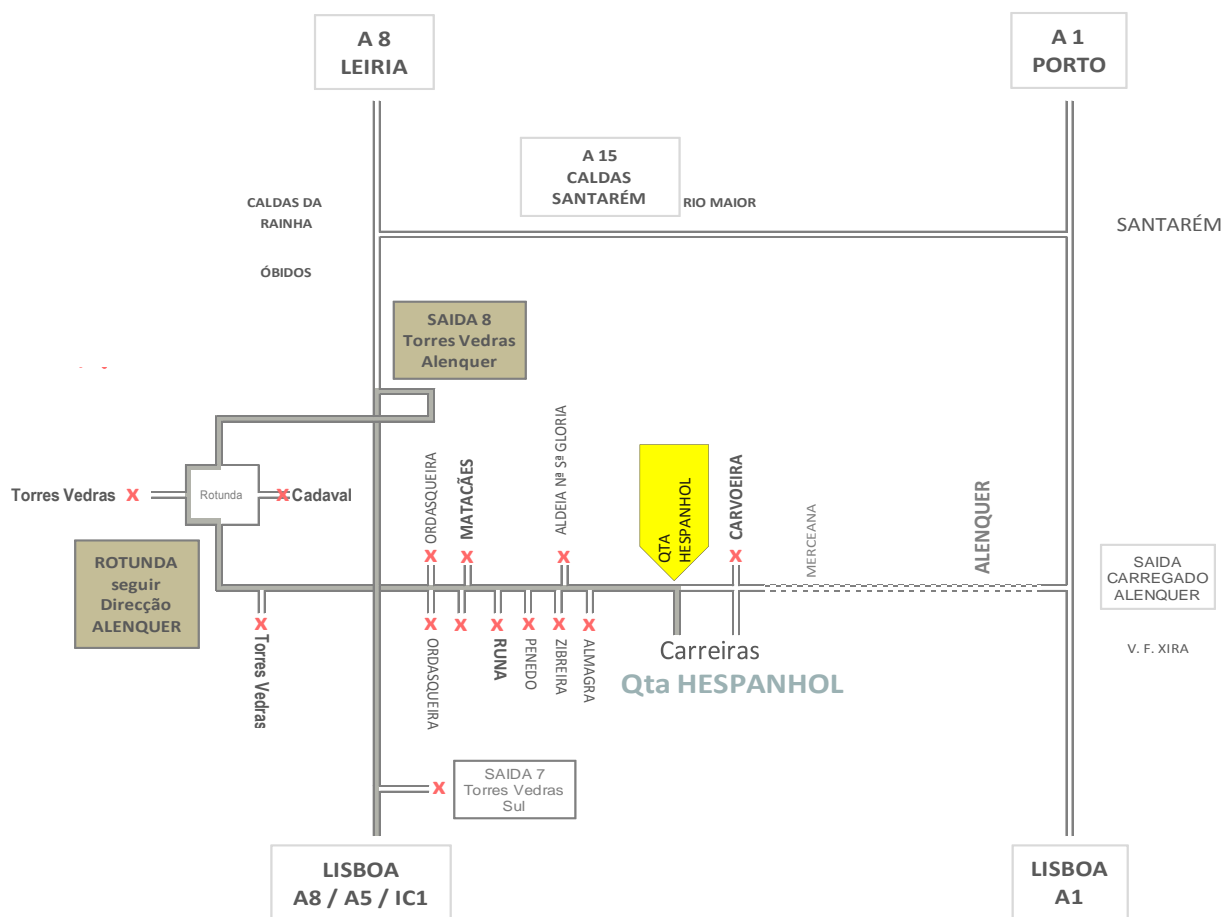 A 8
LEIRIA
A 1
PORTO
A 15
CALDAS
SANTARÉM
RIO MAIOR
CALDAS DA
RAINHA
SANTARÉM
ÓBIDOS
SAIDA 8
Torres Vedras
Alenquer
Torres Vedras X
Rotunda
X Cadaval
ORDASQUEIRA
X
MATACÃES
X
ALDEIA Nª Sª GLORIA
X
QTA
HESPANHOL
CARVOEIRA
X
MERCEANA
ALENQUER
ROTUNDA
seguir
Direcção
ALENQUER
SAIDA
CARREGADO
ALENQUER
X
Torres Vedras
X
ORDASQUEIRA
X
X
RUNA
X
PENEDO
X
ZIBREIRA
X
ALMAGRA
Carreiras
Qta HESPANHOL
V. F. XIRA
X
SAIDA 7
Torres Vedras
Sul
LISBOA
A8 / A5 / IC1
LISBOA
A1